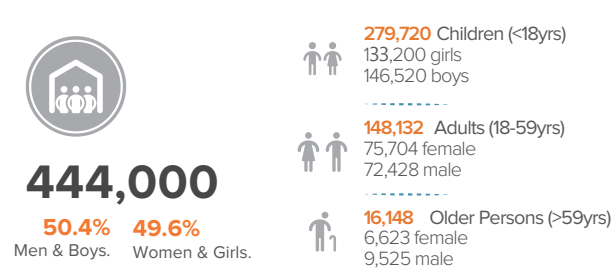 444,000
50.4% 49.6%
Men & Boys. Women & Girls.
279,720 Children (<18yrs)
133,200 girls
146,520 boys
148,132 Adults (18-59yrs)
75,704 female
72,428 male
16,148 Older Persons (>59yrs)
6,623 female
9,525 male